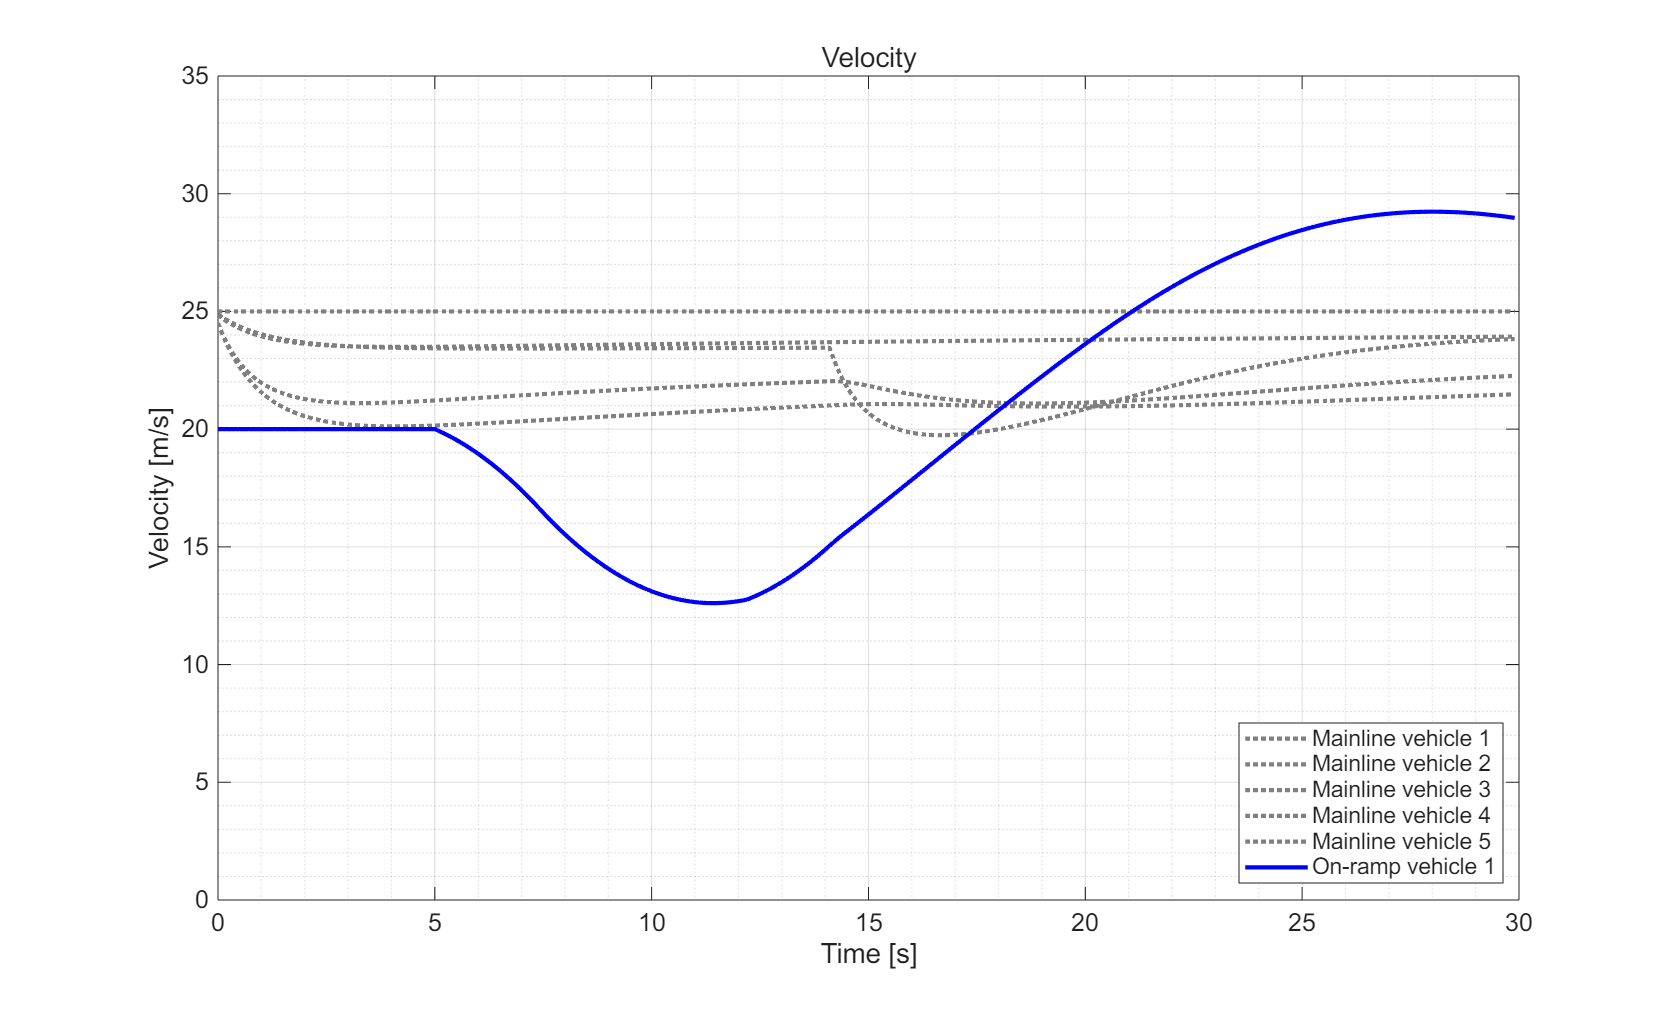 Velocity
35
30
25
20
15
10
5
0
Velocity [m/s]
0 5 10 15 20 25 30
Time [s]
Mainline vehicle 1
Mainline vehicle 2
Mainline vehicle 3
Mainline vehicle 4
Mainline vehicle 5
On-ramp vehicle 1